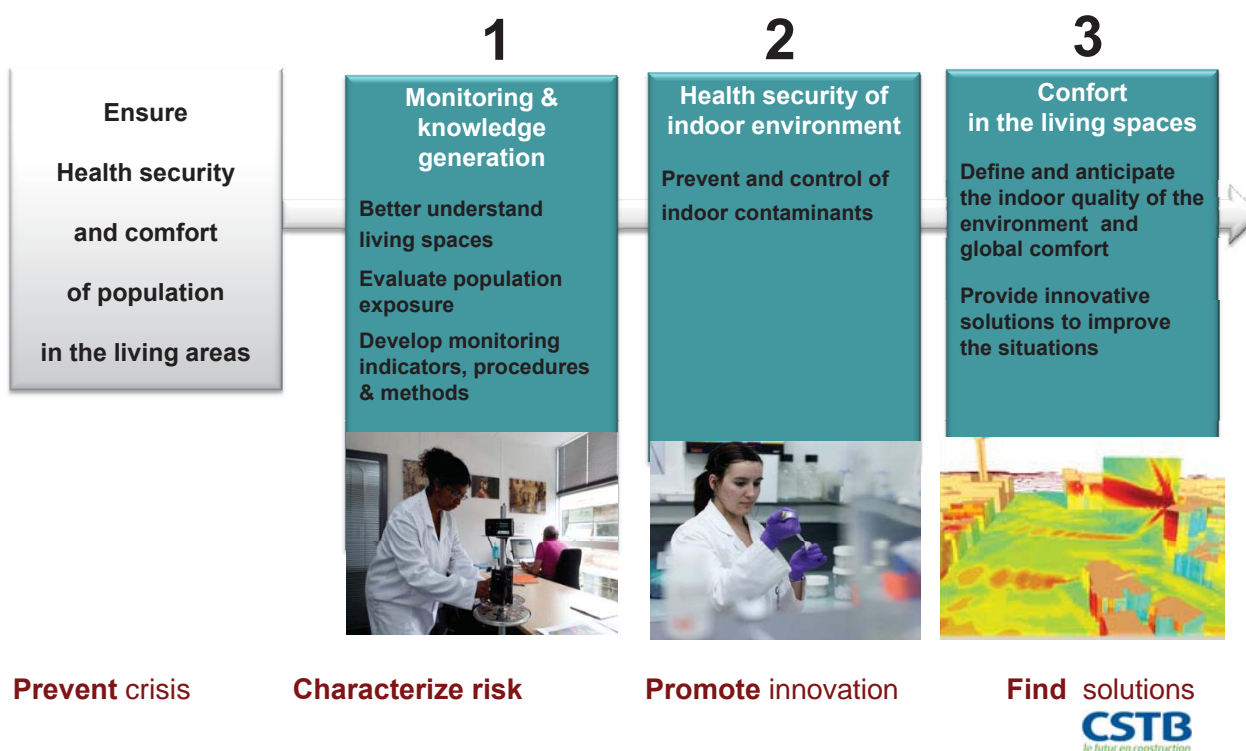 Ensure
Health security
and comfort
of population
in the living areas
1
Monitoring &
knowledge
generation
Better understand
living spaces
Evaluate population
exposure
Develop monitoring
indicators, procedures
& methods
2
Health security of
indoor environment
Prevent and control of
indoor contaminants
3
Confort
in the living spaces
Define and anticipate
the indoor quality of the
environment and
global comfort
Provide innovative
solutions to improve
the situations
Prevent crisis
Characterize risk
Promote innovation
Find solutions
CSTB
le futur en construction